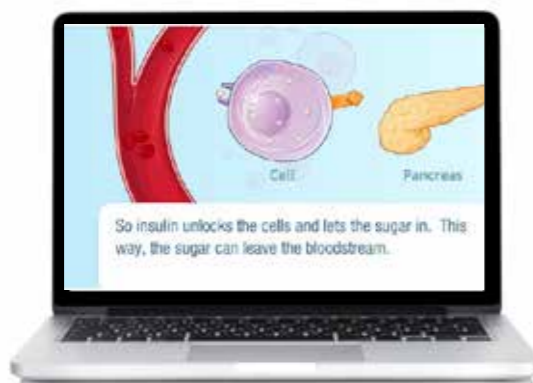 Cell
Pancreas
So insulin unlocks the cells and lets the sugar in. This
way, the sugar can leave the bloodstream.